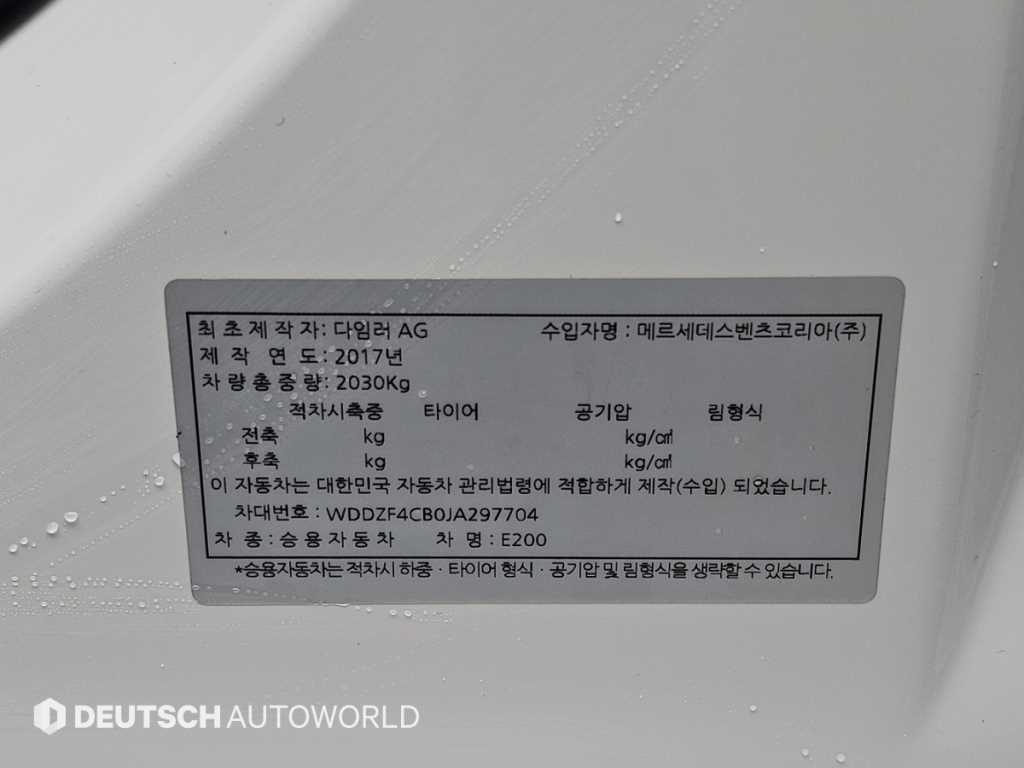 최초제작자: 다임러 AG 수입자명 : 메르세데스벤츠코리아(주)
제작연도: 2017년
차량총중량: 2030Kg
적차시축중 타이어 공기압 림형식
전축 kg kg/㎠
후축 kg kg/㎠
이 자동차는 대한민국 자동차 관리법령에 적합하게 제작(수입) 되었습니다.
차대번호 : WDDZF4CB0JA297704
차종 : 승용자동차 차명 : E200
*승용자동차는 적차시 하중 · 타이어 형식 · 공기압 및 림형식을 생략할 수 있습니다.
DEUTSCH AUTOWORLD